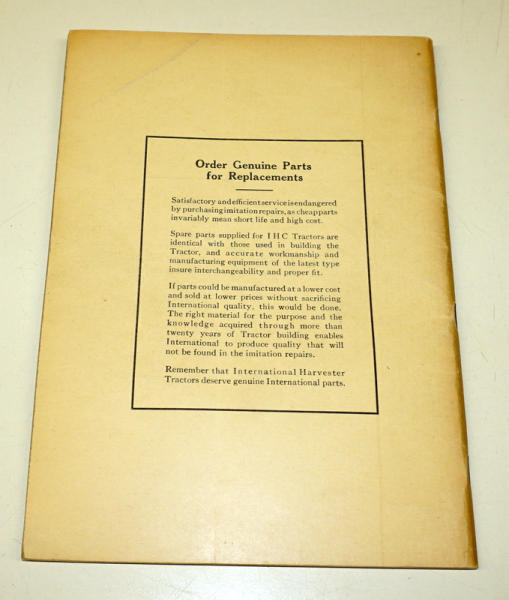 Order Genuine Parts
for Replacements
Satisfactory and efficient service is endangered
by purchasing imitation repairs, as cheap parts
invariably mean short life and high cost.
Spare parts supplied for IHC Tractors are
identical with those used in building the
Tractor, and accurate workmanship and
manufacturing equipment of the latest type
insure interchangeability and proper fit.
If parts could be manufactured at a lower cost
and sold at lower prices without sacrificing
International quality, this would be done.
The right material for the purpose and the
knowledge acquired through more than
twenty years of Tractor building enables
International to produce quality that will
not be found in the imitation repairs.
Remember that International Harvester
Tractors deserve genuine International parts.